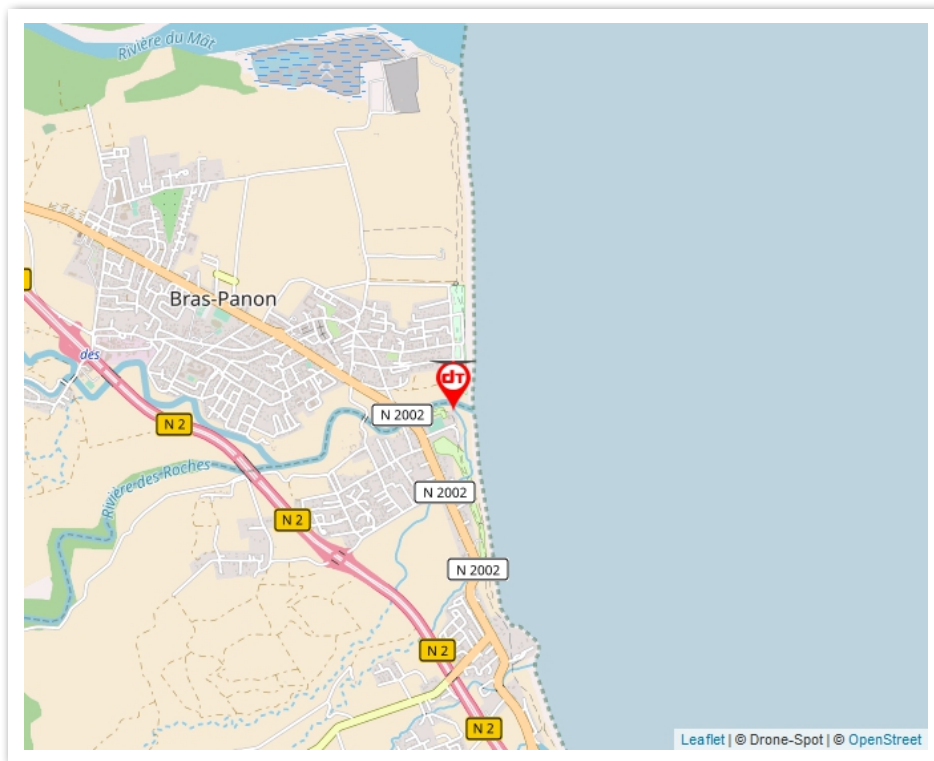 Rivière du Mât
Bras-Panon
des
dT
N 2002
N 2
Rivière des Roches
N 2002
N 2
N 2002
N 2
N 2
Leaflet | © Drone-Spot | © OpenStreet